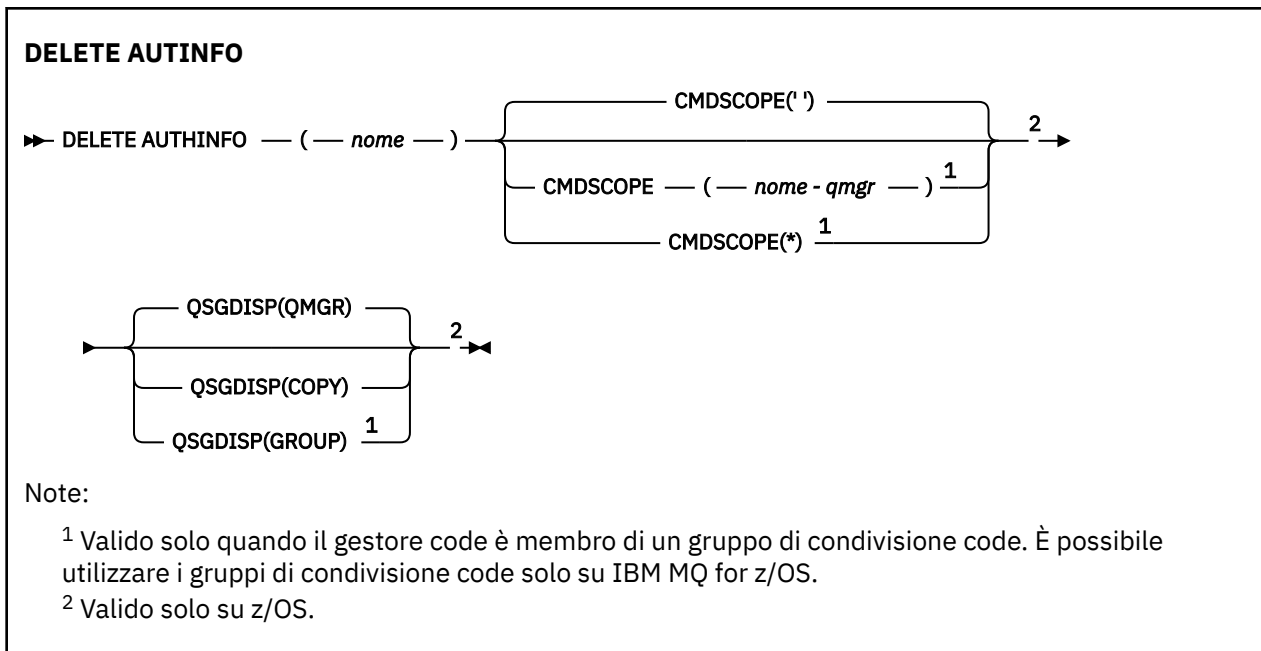 DELETE AUTINFO
CMDSCOPE(' ')
DELETE AUTHINFO ( nome ) 2
CMDSCOPE ( nome - qmgr ) 1
CMDSCOPE(*) 1
QSGDISP(QMGR)
2
QSGDISP(COPY)
QSGDISP(GROUP) 1
Note:
1 Valido solo quando il gestore code è membro di un gruppo di condivisione code. È possibile
utilizzare i gruppi di condivisione code solo su IBM MQ for z/OS.
2 Valido solo su z/OS.